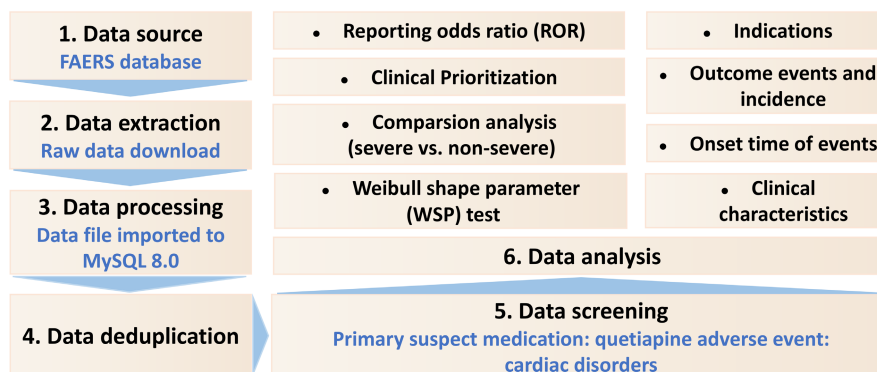 1. Data source
FAERS database
2. Data extraction
Raw data download
3. Data processing
Data file imported to
MySQL 8.0
4. Data deduplication
5. Data screening
Primary suspect medication: quetiapine adverse event:
cardiac disorders
6. Data analysis
• Reporting odds ratio (ROR)
• Clinical Prioritization
• Comparsion analysis
(severe vs. non-severe)
• Weibull shape parameter
(WSP) test
• Indications
• Outcome events and
incidence
• Onset time of events
• Clinical
characteristics